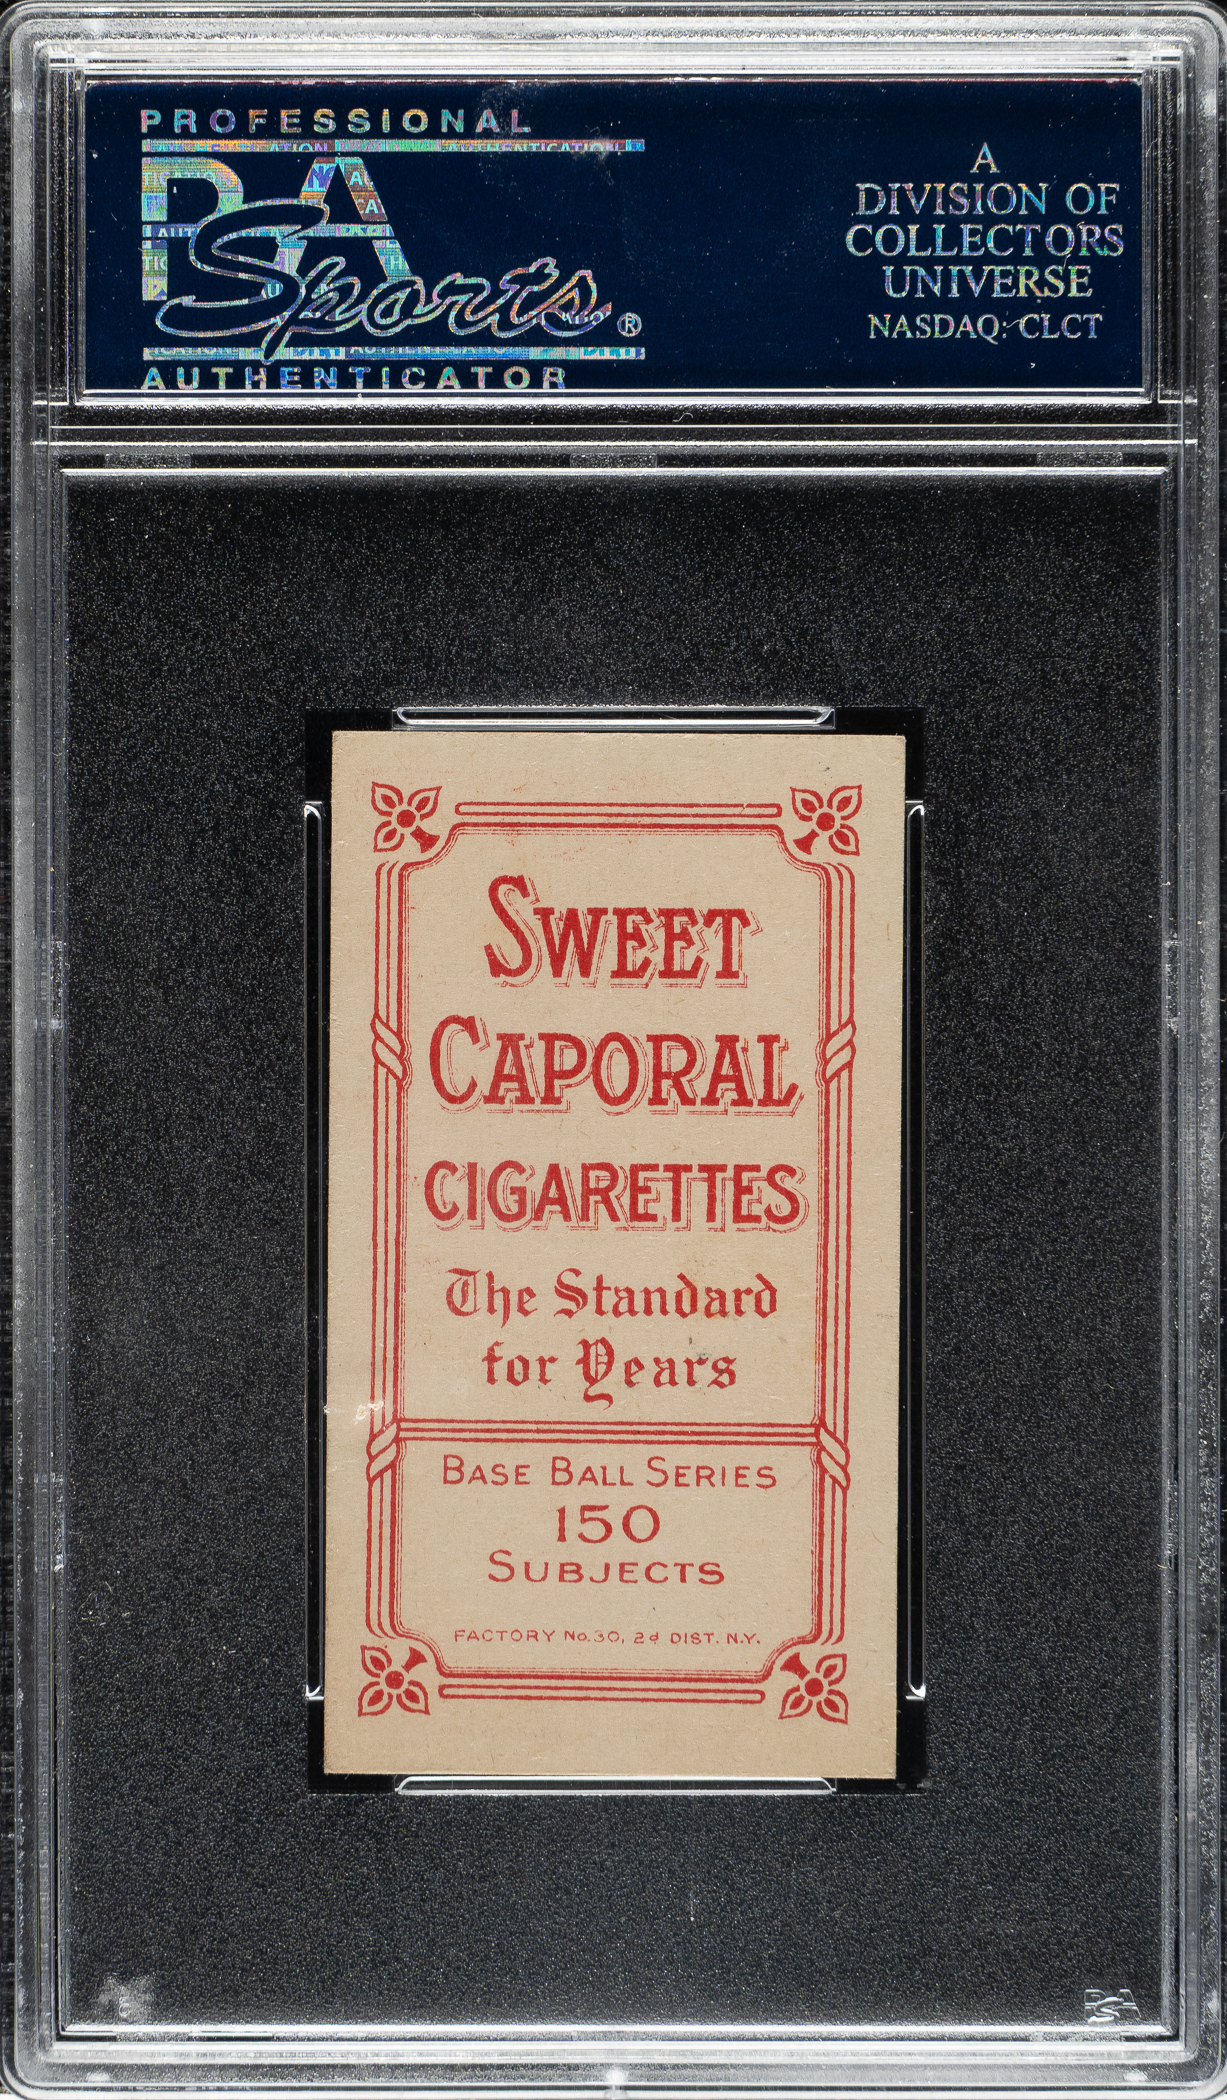 PROFESSIONAL
PSA
Sports®
AUTHENTICATOR
A
DIVISION OF
COLLECTORS
UNIVERSE
NASDAQ: CLCT
SWEET
CAPORAL
CIGARETTES
The Standard
for Years
BASE BALL SERIES
150
SUBJECTS
FACTORY No.30, 2d DIST. N.Y.
PSA